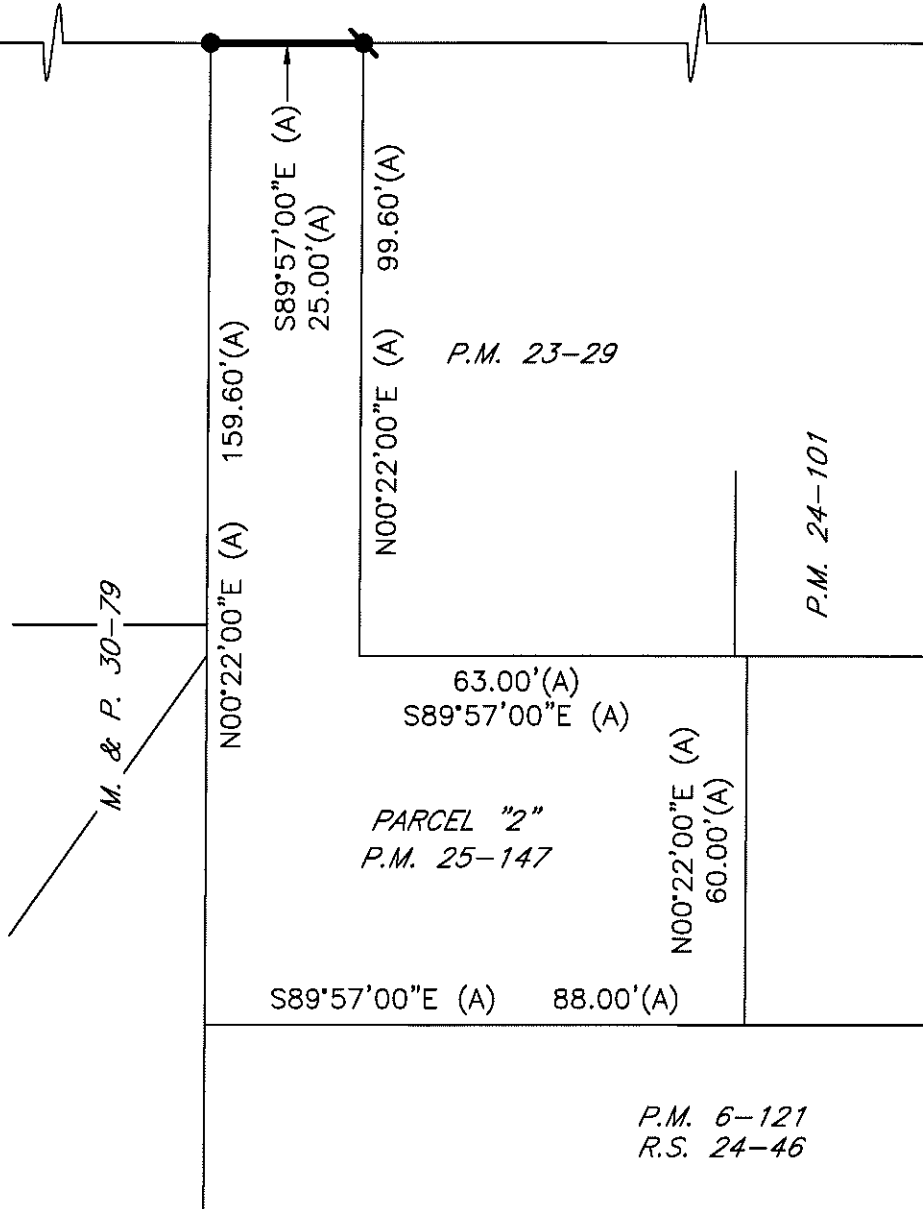 S89°57'00"E (A)
25.00'(A)
99.60'(A)
N00°22'00"E (A)
159.60'(A)
N00°22'00"E (A)
P.M. 23-29
P.M. 24-101
M. & P. 30-79
63.00'(A)
S89°57'00"E (A)
N00°22'00"E (A)
60.00'(A)
PARCEL "2"
P.M. 25-147
S89°57'00"E (A) 88.00'(A)
P.M. 6-121
R.S. 24-46